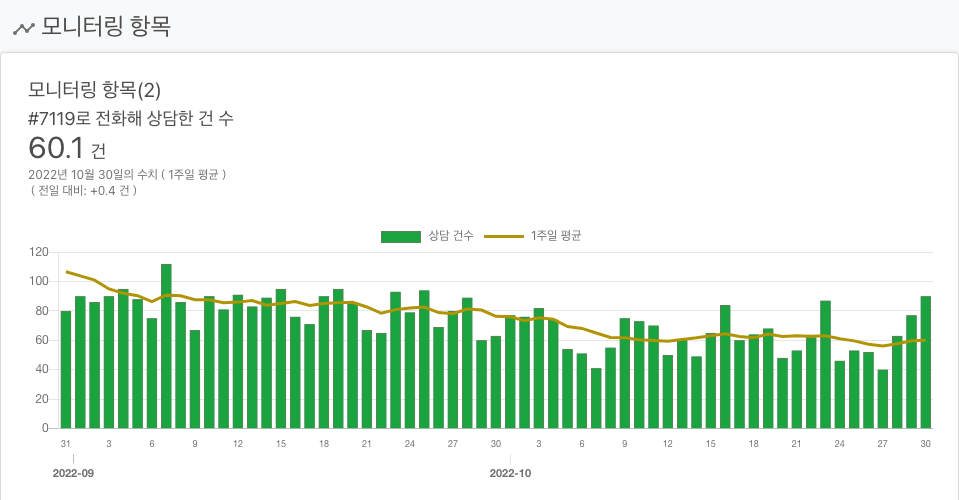 모니터링 항목
모니터링 항목(2)
#7119로 전화해 상담한 건 수
60.1 건
2022년 10월 30일의 수치 ( 1주일 평균 )
( 전일 대비: +0.4 건 )
상담 건수 1주일 평균
120
100
80
60
40
20
0
31 3 6 9 12 15 18 21 24 27 30 3 6 9 12 15 18 21 24 27 30
2022-09 2022-10